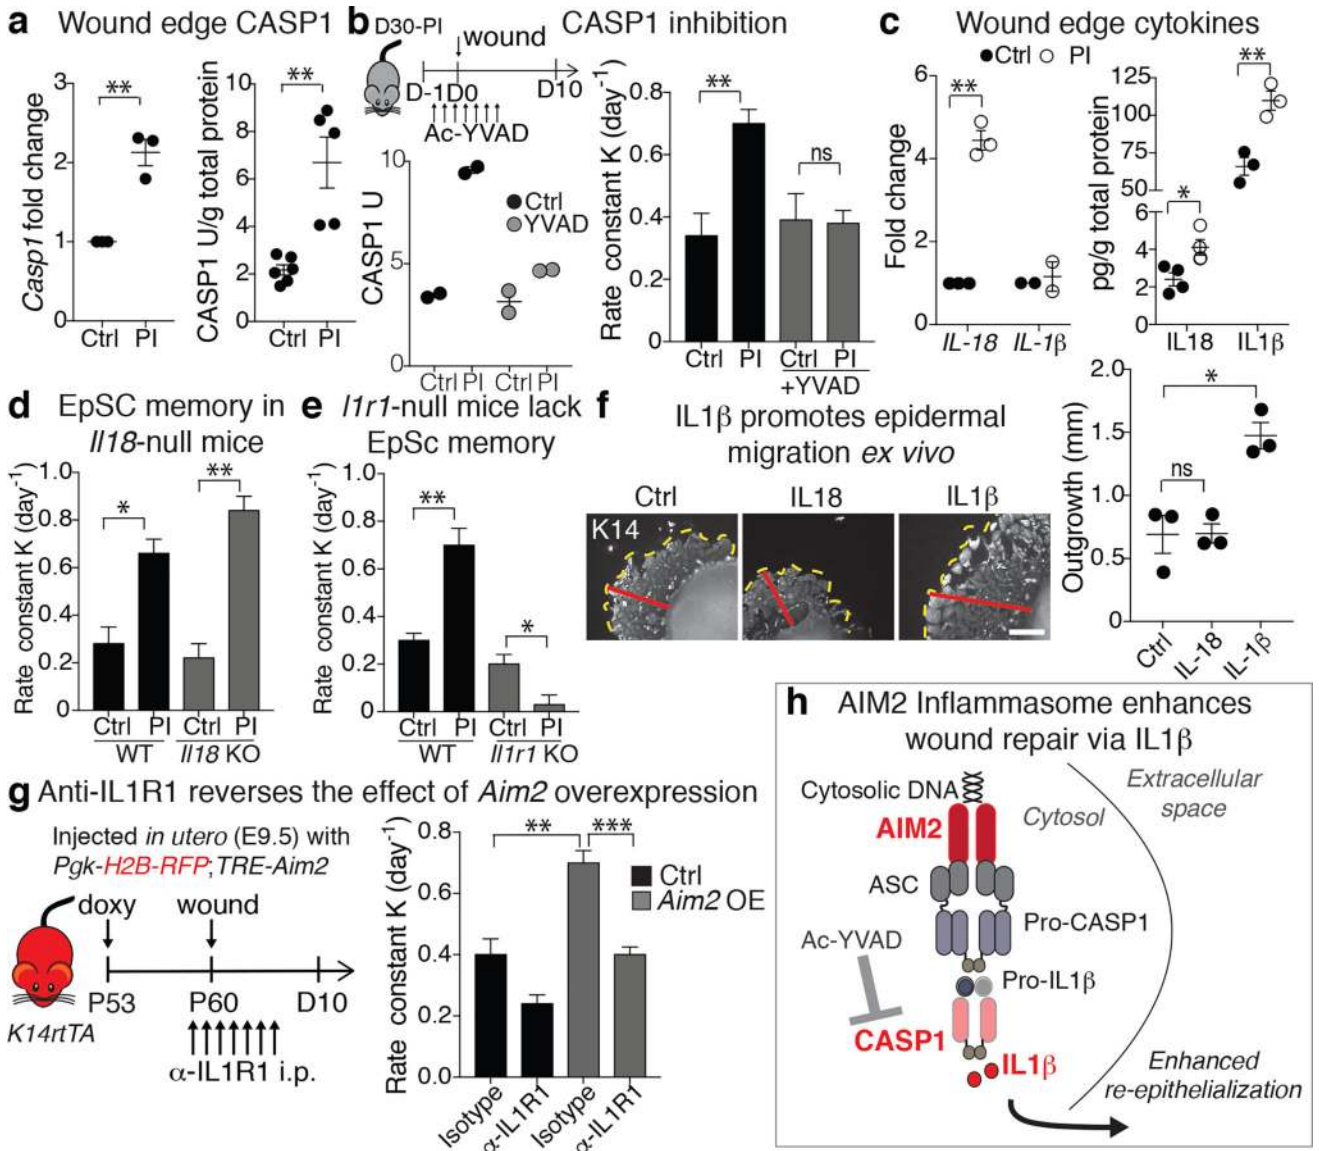 a Wound edge CASP1
Casp1 fold change
3
2
1
0
**
Ctrl PI
CASP1 U/g total protein
10
8
6
4
2
0
**
Ctrl PI
b D30-PI CASP1 inhibition
wound
D-1 D0 D10
Ac-YVAD
CASP1 U
10
5
0
Ctrl
YVAD
Ctrl PI Ctrl PI
Rate constant K (day-1)
0.8
0.6
0.4
0.2
0
** ns
Ctrl PI Ctrl PI
+YVAD
c Wound edge cytokines
Ctrl PI
Fold change
6
4
2
0
**
IL-18 IL-1β
pg/g total protein
125
100
75
50
6
4
2
0
* **
IL18 IL1β
d EpSC memory in
Il18-null mice
Rate constant K (day-1)
1.0
0.8
0.6
0.4
0.2
0
* **
Ctrl PI Ctrl PI
WT Il18 KO
e Il1r1-null mice lack
EpSc memory
Rate constant K (day-1)
1.0
0.8
0.6
0.4
0.2
0
** *
Ctrl PI Ctrl PI
WT Il1r1 KO
f IL1β promotes epidermal
migration ex vivo
Ctrl IL18 IL1β
K14
Outgrowth (mm)
2.0
1.5
1.0
0.5
0
*
ns
Ctrl IL-18 IL-1β
g Anti-IL1R1 reverses the effect of Aim2 overexpression
Injected in utero (E9.5) with
Pgk-H2B-RFP;TRE-Aim2
doxy wound
P53 P60 D10
K14rtTA
α-IL1R1 i.p.
Rate constant K (day-1)
0.8
0.6
0.4
0.2
0.0
** ***
Ctrl
Aim2 OE
Isotype α-IL1R1 Isotype α-IL1R1
h AIM2 Inflammasome enhances
wound repair via IL1β
Cytosolic DNA
Cytosol
Extracellular
space
AIM2
ASC
Pro-CASP1
Ac-YVAD
Pro-IL1β
CASP1
IL1β
Enhanced
re-epithelialization